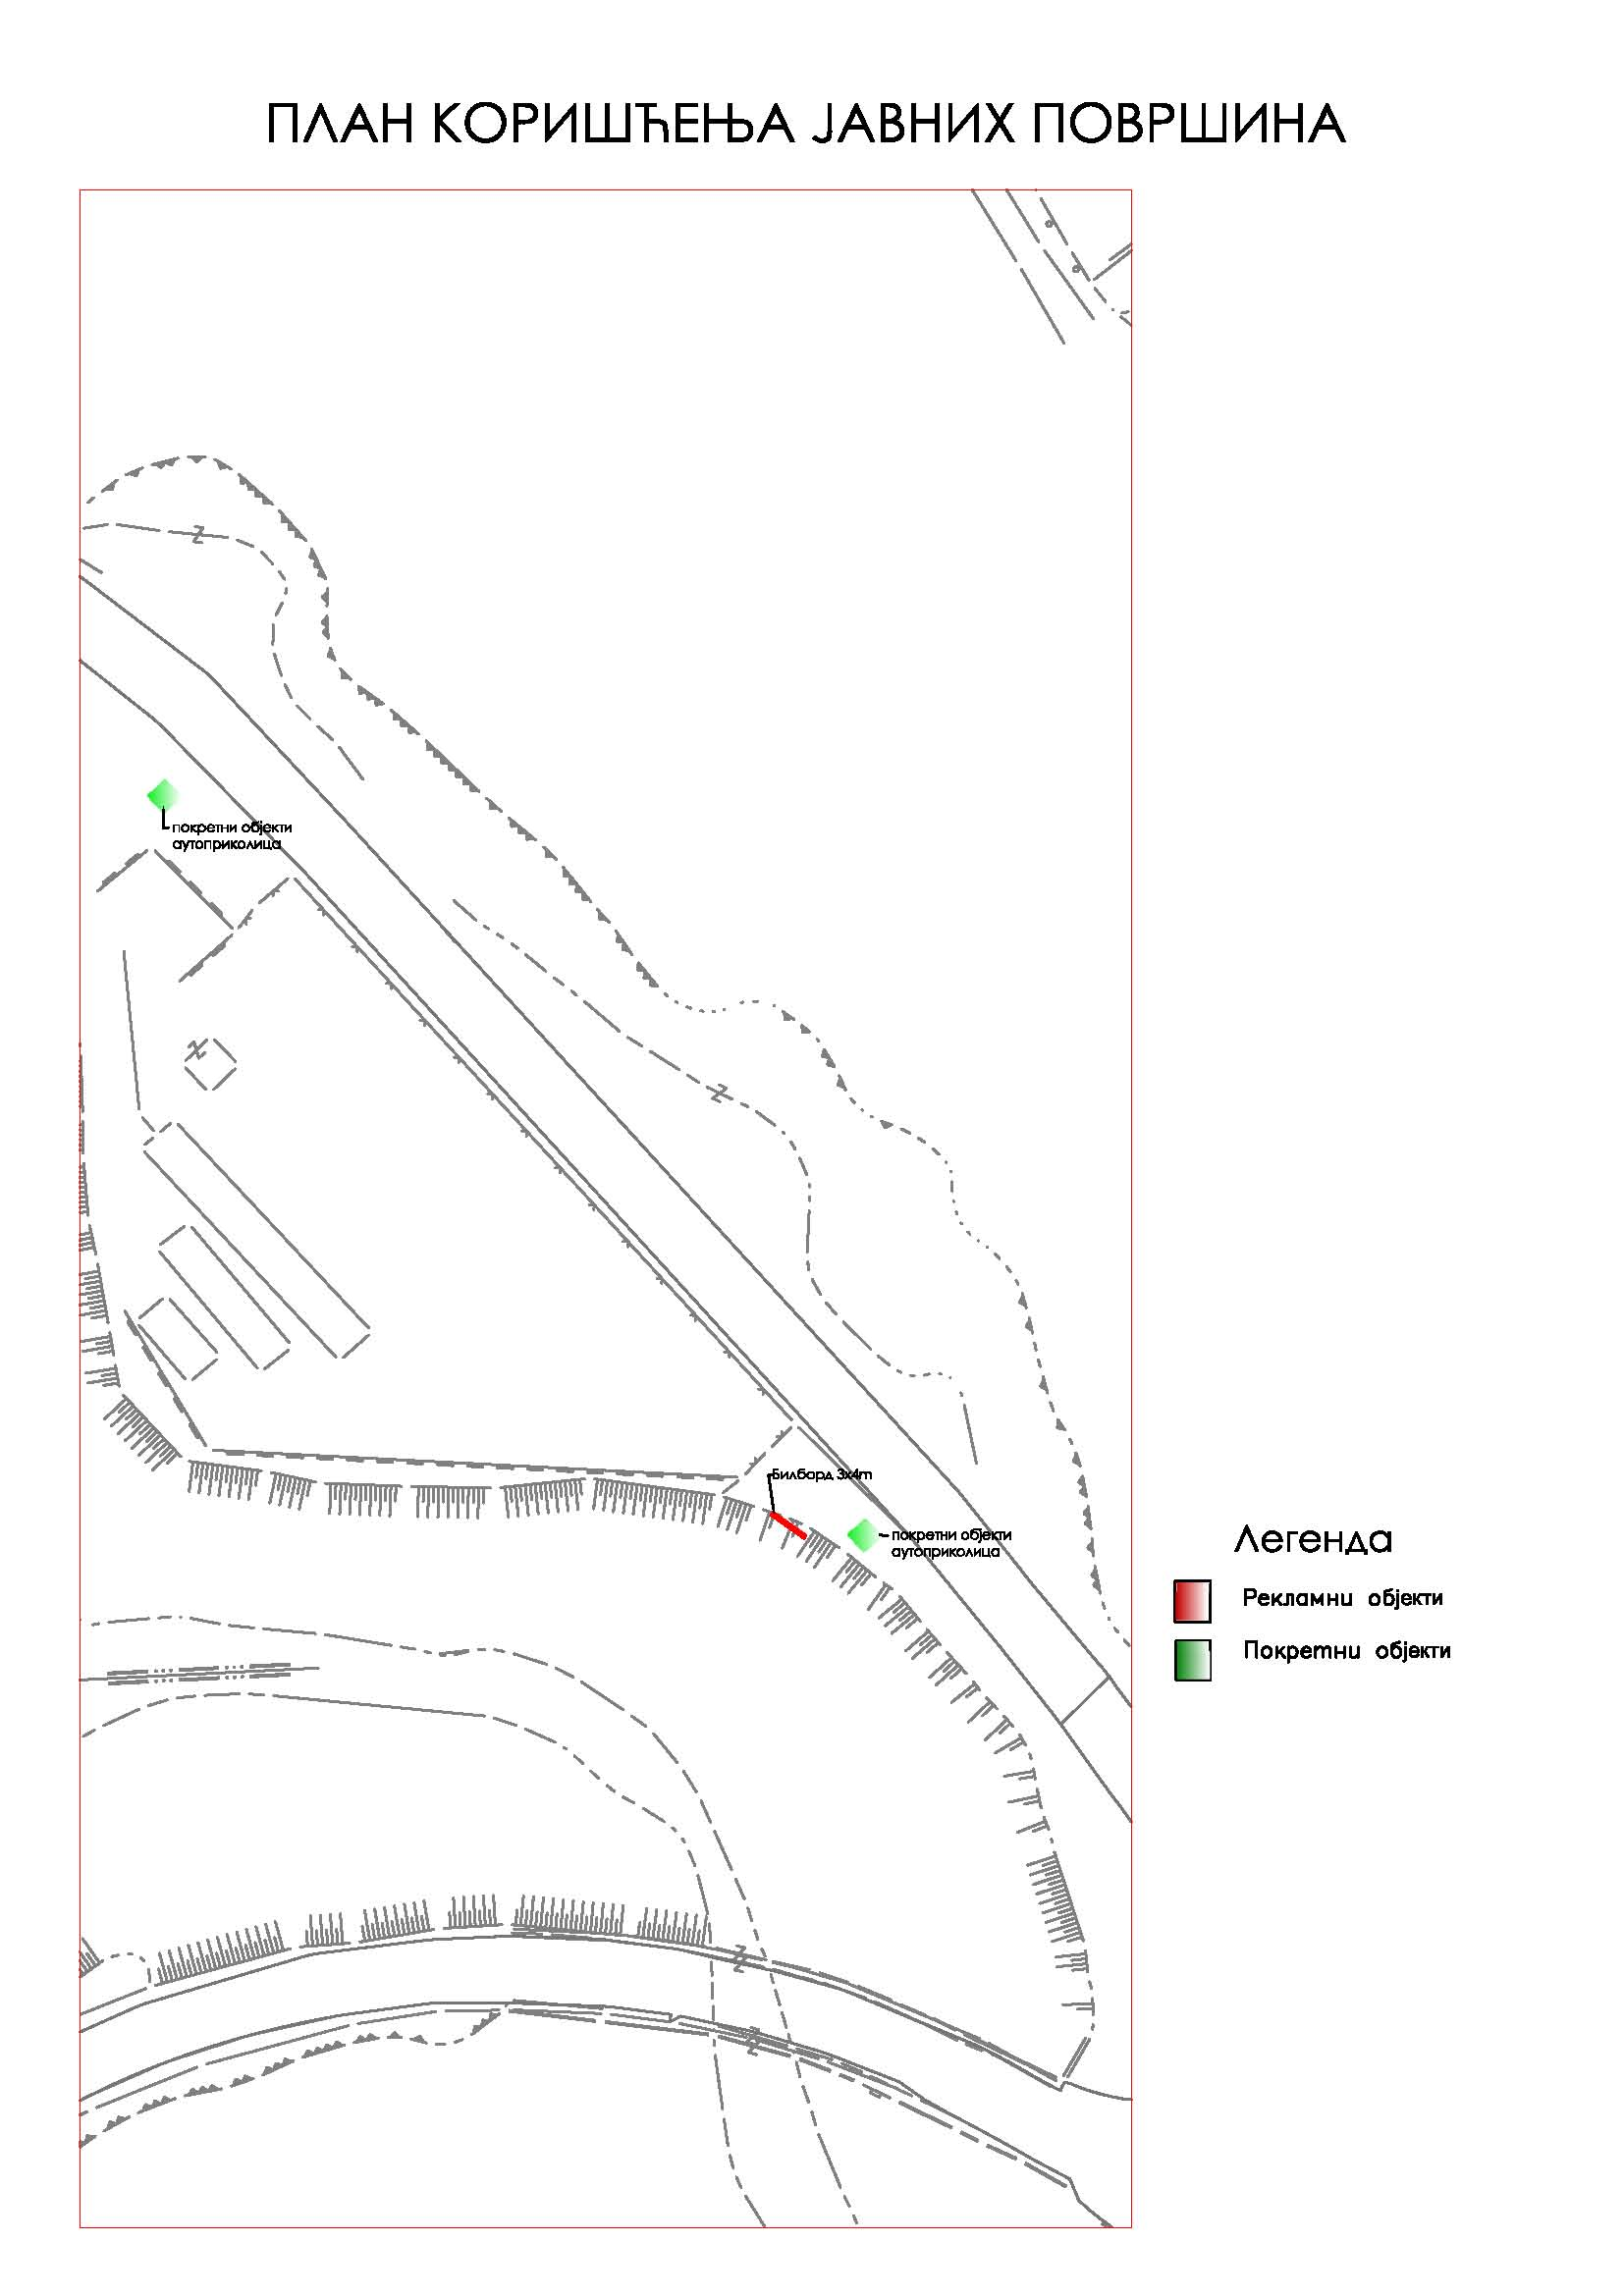 ПЛАН КОРИШЋЕЊА ЈАВНИХ ПОВРШИНА
покретни објекти
аутоприколица
Билборд 3x4m
покретни објекти
аутоприколица
Легенда
Рекламни објекти
Покретни објекти